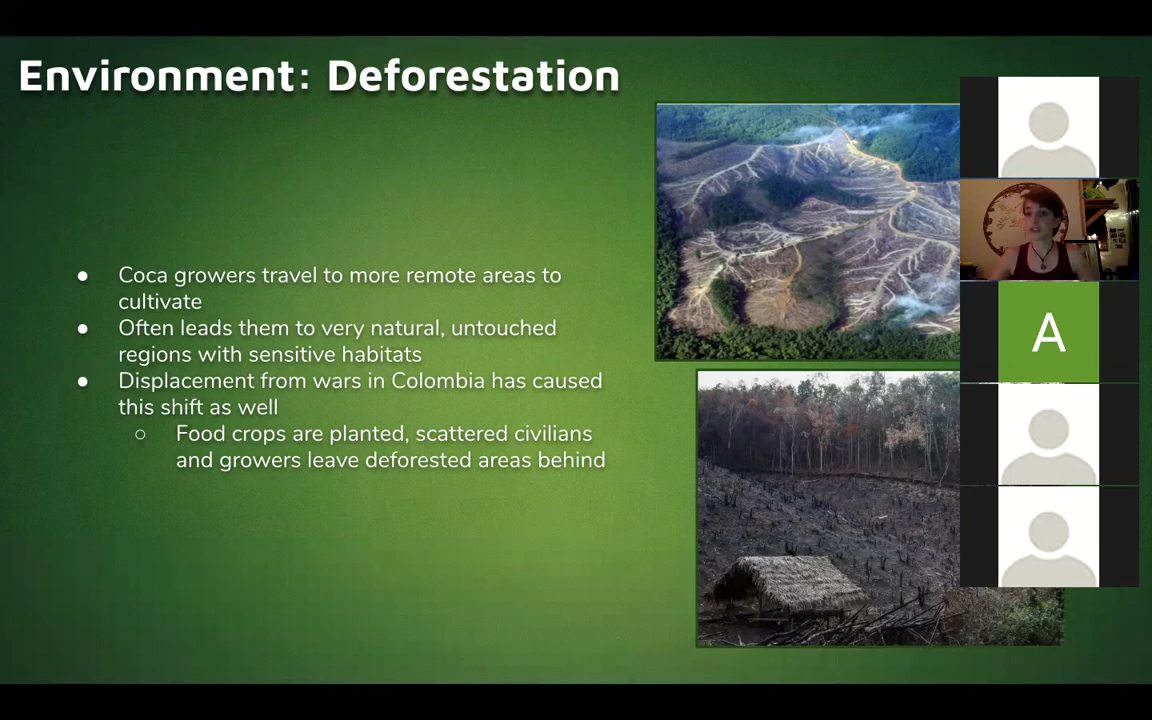 Environment: Deforestation
● Coca growers travel to more remote areas to
cultivate
● Often leads them to very natural, untouched
regions with sensitive habitats
● Displacement from wars in Colombia has caused
this shift as well
○ Food crops are planted, scattered civilians
and growers leave deforested areas behind
A